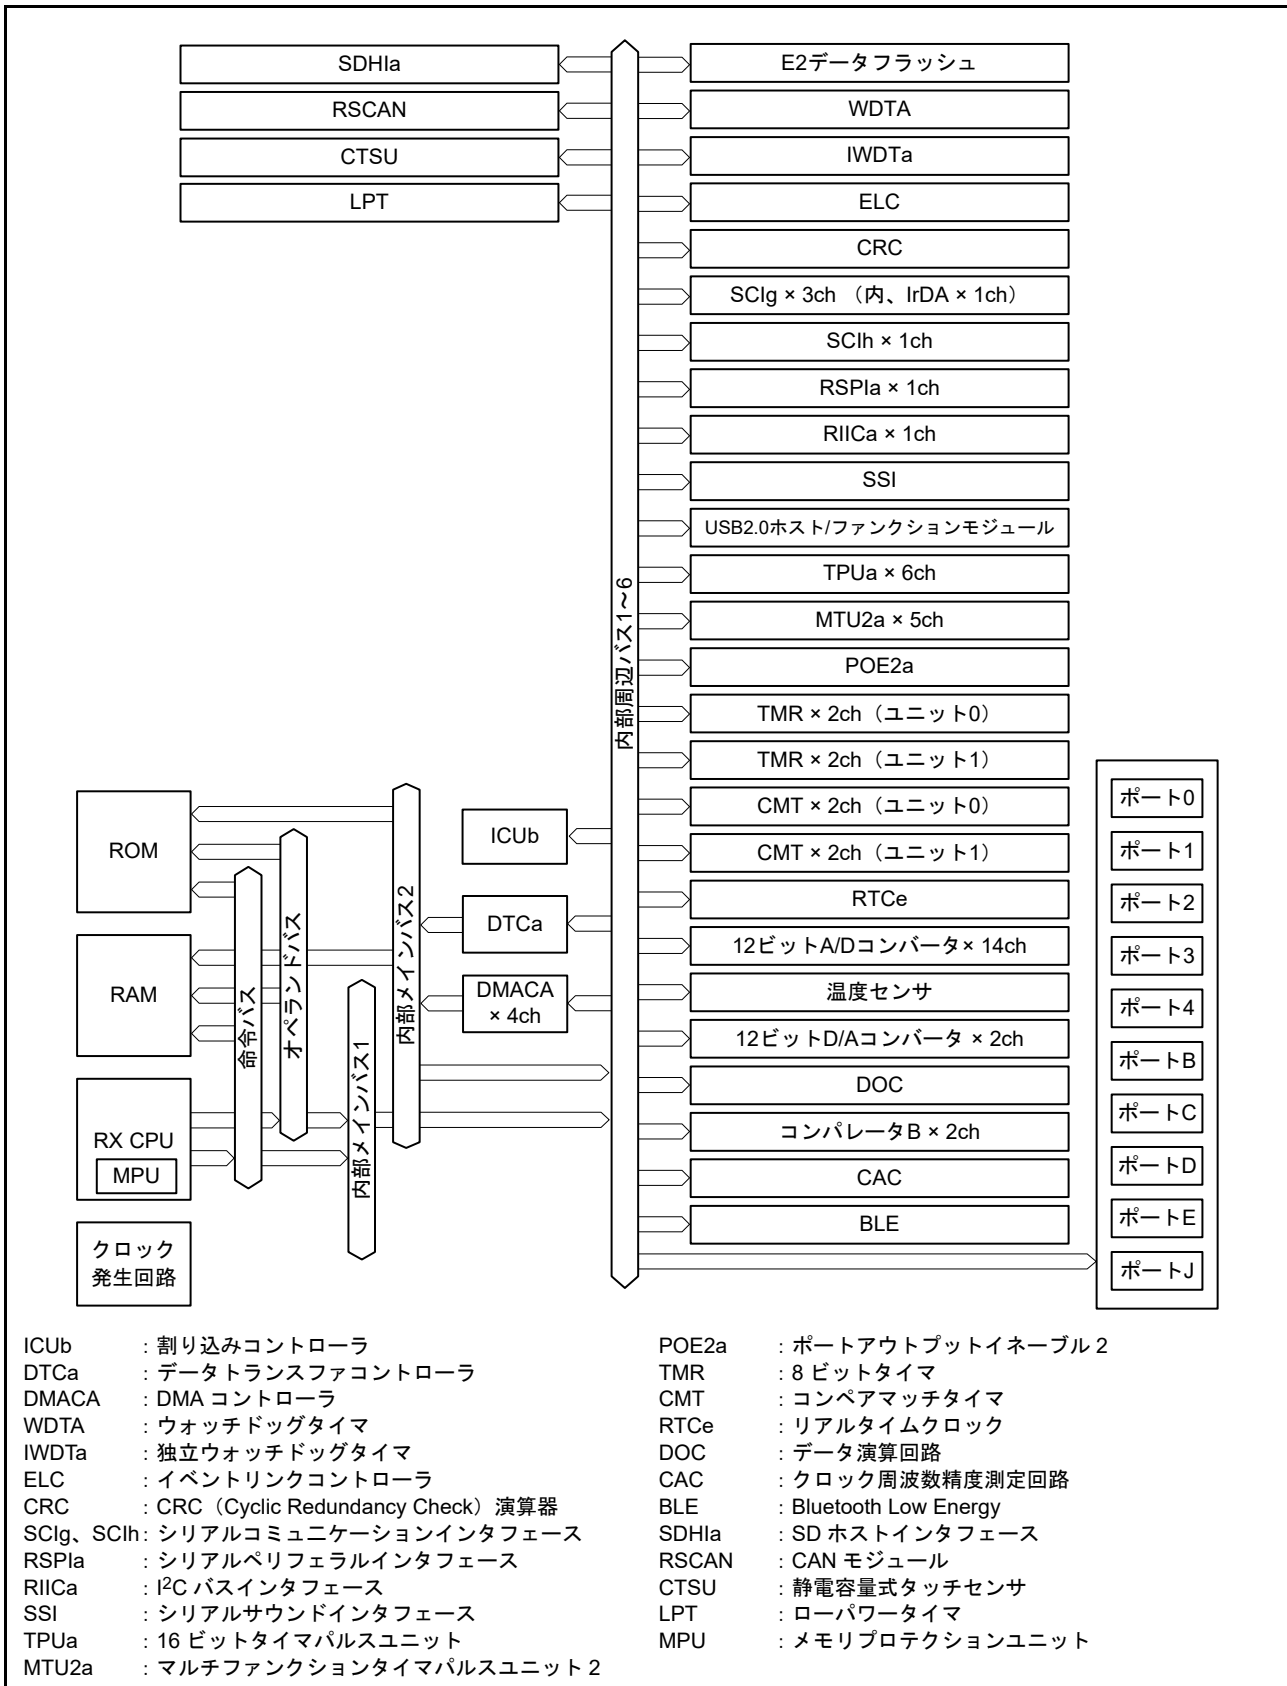 SDHIa
RSCAN
CTSU
LPT
E2データフラッシュ
WDTA
IWDTa
ELC
CRC
SCIg × 3ch （内、IrDA × 1ch）
SCIh × 1ch
RSPIa × 1ch
RIICa × 1ch
SSI
USB2.0ホスト/ファンクションモジュール
TPUa × 6ch
MTU2a × 5ch
POE2a
TMR × 2ch（ユニット0）
TMR × 2ch（ユニット1）
CMT × 2ch（ユニット0）
CMT × 2ch（ユニット1）
RTCe
12ビットA/Dコンバータ× 14ch
温度センサ
12ビットD/Aコンバータ × 2ch
DOC
コンパレータB × 2ch
CAC
BLE
内部周辺バス1～6
ポート0
ポート1
ポート2
ポート3
ポート4
ポートB
ポートC
ポートD
ポートE
ポートJ
ICUb
DTCa
DMACA
× 4ch
内部メインバス2
内部メインバス1
オペランドバス
命令バス
ROM
RAM
RX CPU
MPU
クロック
発生回路
ICUb : 割り込みコントローラ
DTCa : データトランスファコントローラ
DMACA : DMA コントローラ
WDTA : ウォッチドッグタイマ
IWDTa : 独立ウォッチドッグタイマ
ELC : イベントリンクコントローラ
CRC : CRC（Cyclic Redundancy Check）演算器
SCIg、SCIh : シリアルコミュニケーションインタフェース
RSPIa : シリアルペリフェラルインタフェース
RIICa : I²C バスインタフェース
SSI : シリアルサウンドインタフェース
TPUa : 16 ビットタイマパルスユニット
MTU2a : マルチファンクションタイマパルスユニット 2
POE2a : ポートアウトプットイネーブル 2
TMR : 8 ビットタイマ
CMT : コンペアマッチタイマ
RTCe : リアルタイムクロック
DOC : データ演算回路
CAC : クロック周波数精度測定回路
BLE : Bluetooth Low Energy
SDHIa : SD ホストインタフェース
RSCAN : CAN モジュール
CTSU : 静電容量式タッチセンサ
LPT : ローパワータイマ
MPU : メモリプロテクションユニット